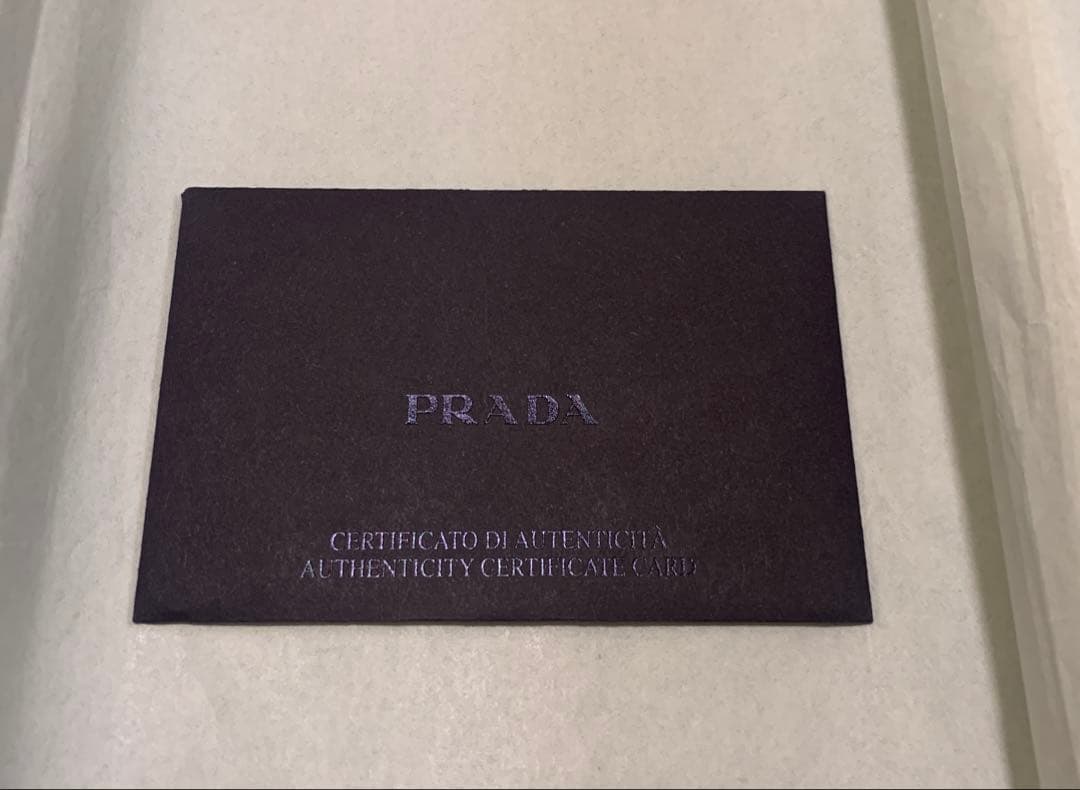 PRADA
CERTIFICATO DI AUTENTICITÀ
AUTHENTICITY CERTIFICATE CARD